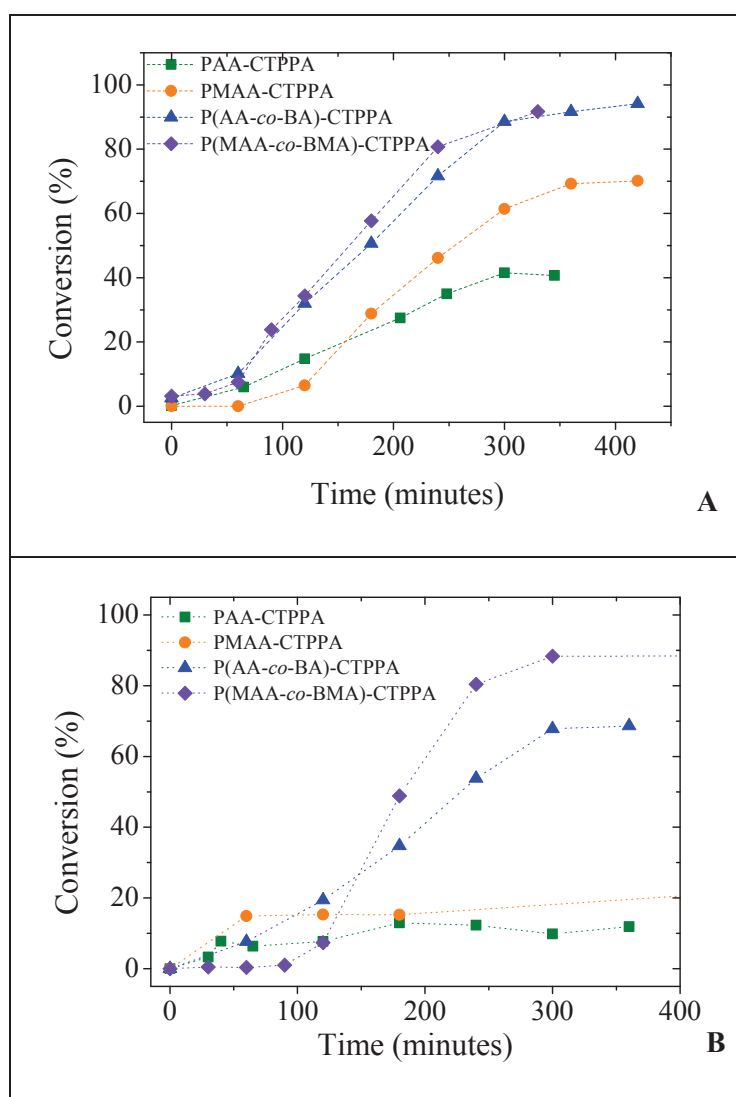 PAA-CTPPA
PMAA-CTPPA
P(AA-co-BA)-CTPPA
P(MAA-co-BMA)-CTPPA
100
80
60
40
20
0
Conversion (%)
0 100 200 300 400
Time (minutes)
A
PAA-CTPPA
PMAA-CTPPA
P(AA-co-BA)-CTPPA
P(MAA-co-BMA)-CTPPA
100
80
60
40
20
0
Conversion (%)
0 100 200 300 400
Time (minutes)
B